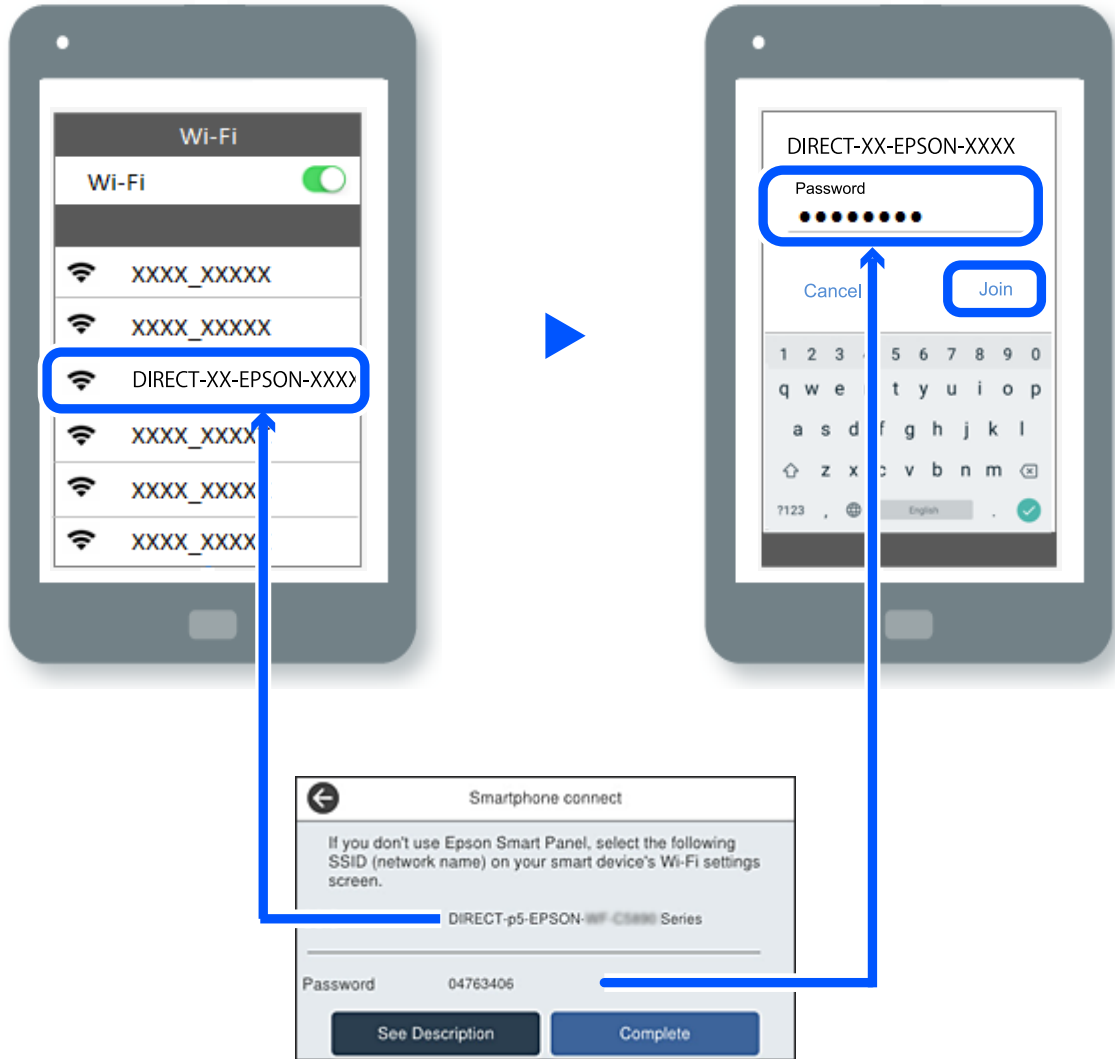 Wi-Fi
Wi-Fi
XXXX_XXXXX
XXXX_XXXXX
DIRECT-XX-EPSON-XXXX
XXXX_XXXX
XXXX_XXXX
XXXX_XXXX
DIRECT-XX-EPSON-XXXX
Password
Cancel
Join
1 2 3 5 6 7 8 9 0
q w e t y u i o p
a s d f g h j k l
z x c v b n m
?123 , English .
Smartphone connect
If you don't use Epson Smart Panel, select the following
SSID (network name) on your smart device's Wi-Fi settings
screen.
DIRECT-p5-EPSON- Series
Password 04763406
See Description Complete